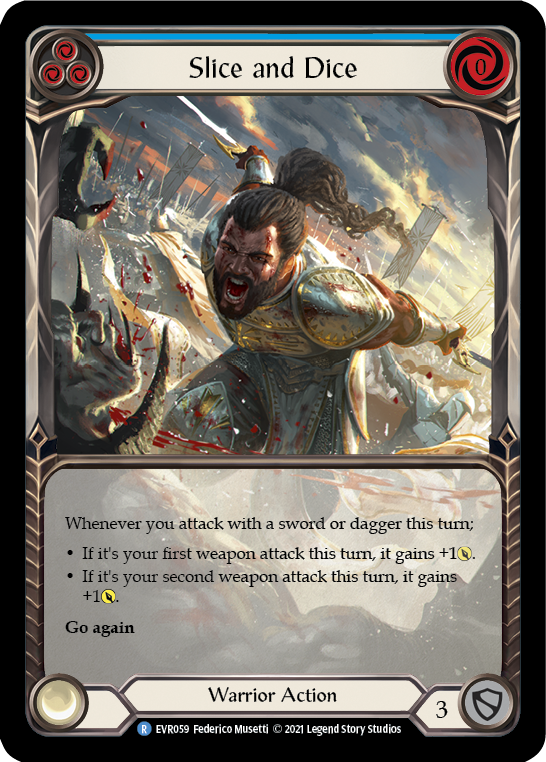 0
Slice and Dice
Whenever you attack with a sword or dagger this turn;
• If it's your first weapon attack this turn, it gains +1.
• If it's your second weapon attack this turn, it gains
+1.
Go again
Warrior Action
3
R EVR059 Federico Musetti © 2021 Legend Story Studios